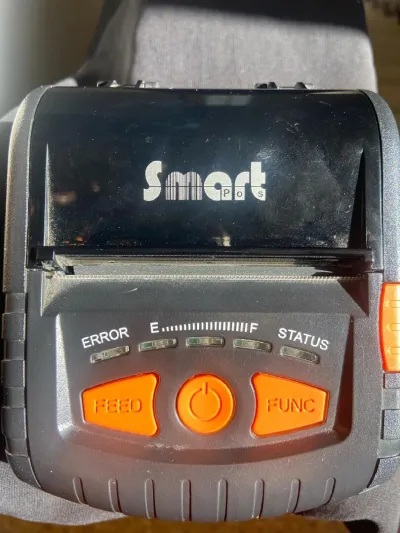 Smart
Pos
ERROR E F STATUS
FEED FUNC